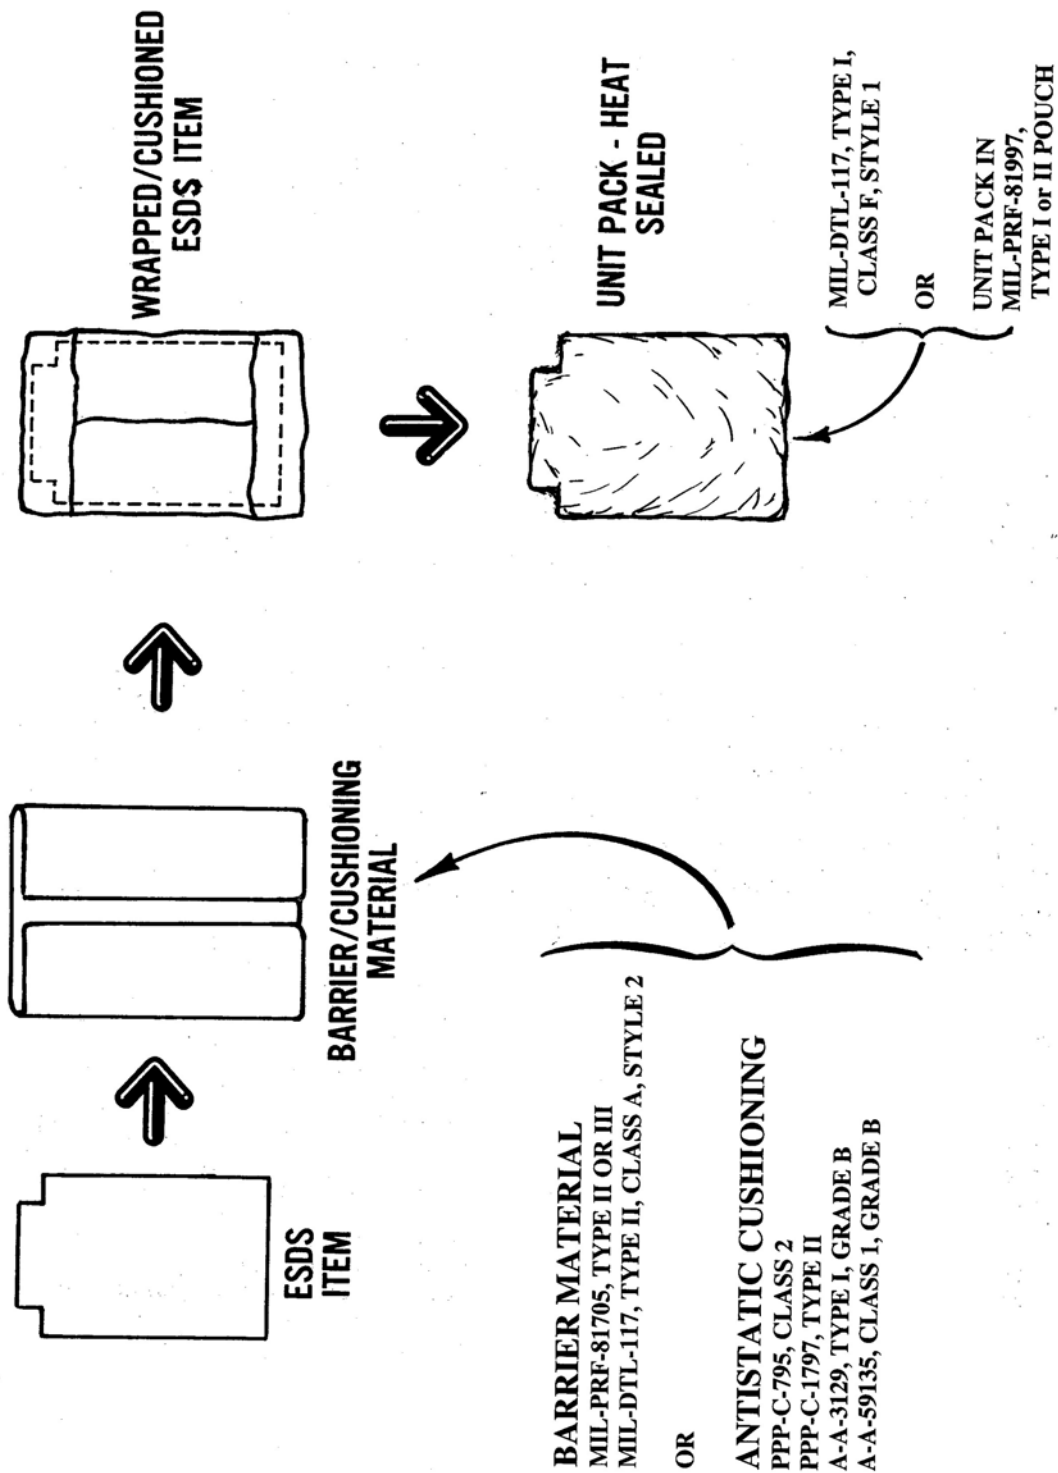 ESDS
ITEM
BARRIER/CUSHIONING
MATERIAL
WRAPPED/CUSHIONED
ESDS ITEM
BARRIER MATERIAL
MIL-PRF-81705, TYPE II OR III
MIL-DTL-117, TYPE II, CLASS A, STYLE 2
OR
ANTISTATIC CUSHIONING
PPP-C-795, CLASS 2
PPP-C-1797, TYPE II
A-A-3129, TYPE I, GRADE B
A-A-59135, CLASS 1, GRADE B
UNIT PACK - HEAT
SEALED
MIL-DTL-117, TYPE I,
CLASS F, STYLE 1
OR
UNIT PACK IN
MIL-PRF-81997,
TYPE I or II POUCH